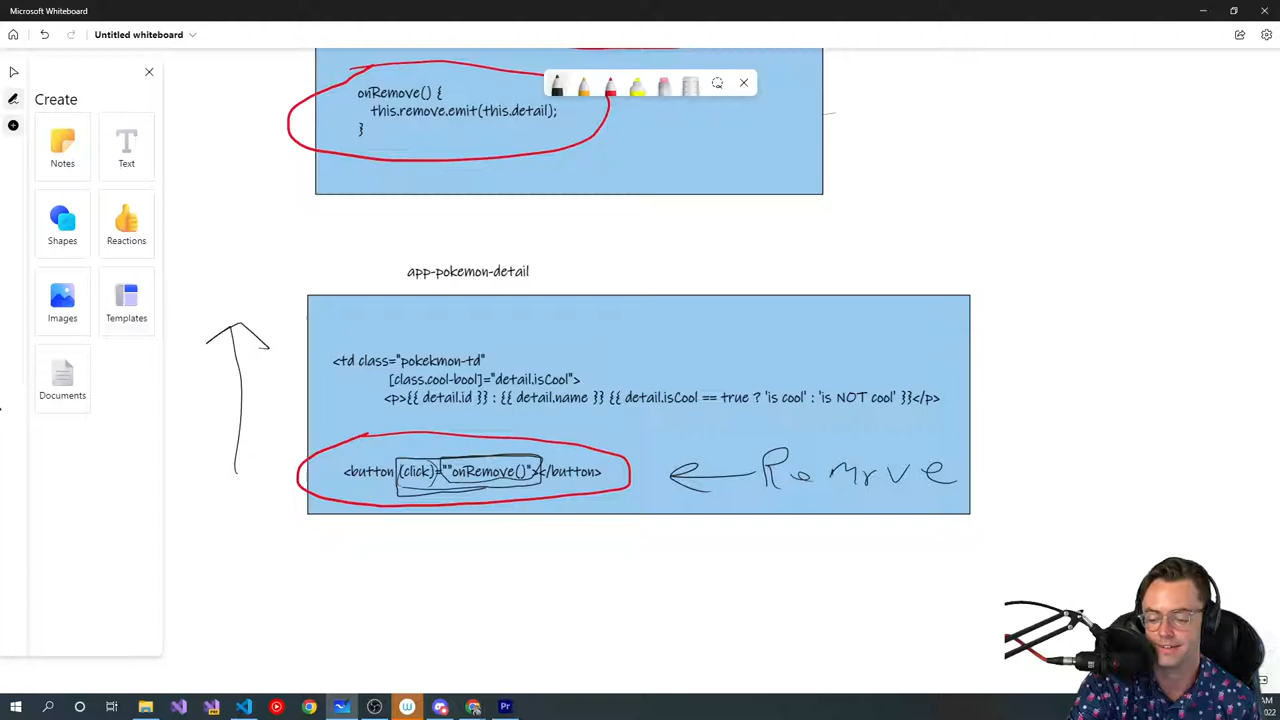 Microsoft Whiteboard
Untitled whiteboard
Create
Notes
Text
Shapes
Reactions
Images
Templates
Documents
onRemove() {
this.remove.emit(this.detail);
}
app-pokemon-detail
<td class="pokekmon-td"
[class.cool-bool]="detail.isCool">
<p>{{ detail.id }} : {{ detail.name }} {{ detail.isCool == true ? 'is cool' : 'is NOT cool' }}</p>
<button (click)=""onRemove()"></button>
Remove